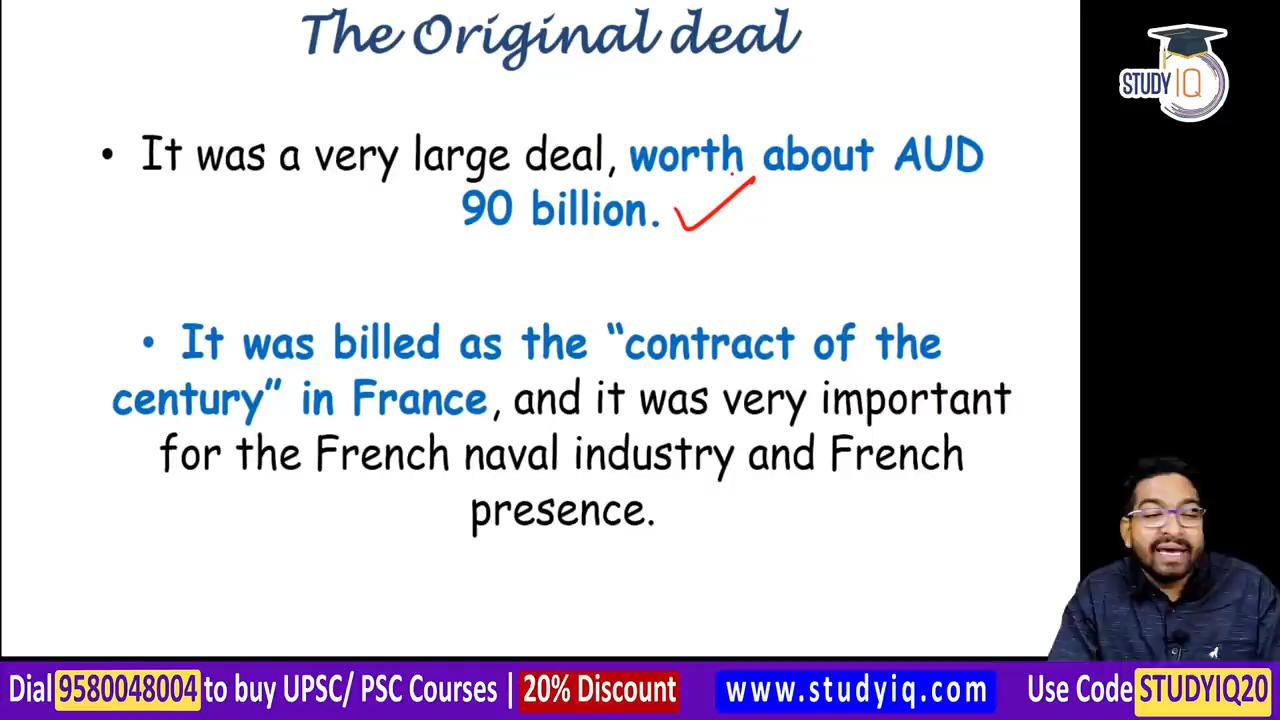 The Original deal
STUDY IQ
• It was a very large deal, worth about AUD
90 billion.
• It was billed as the “contract of the
century” in France, and it was very important
for the French naval industry and French
presence.
Dial 9580048004 to buy UPSC/ PSC Courses | 20% Discount www.studyiq.com Use Code STUDYIQ20